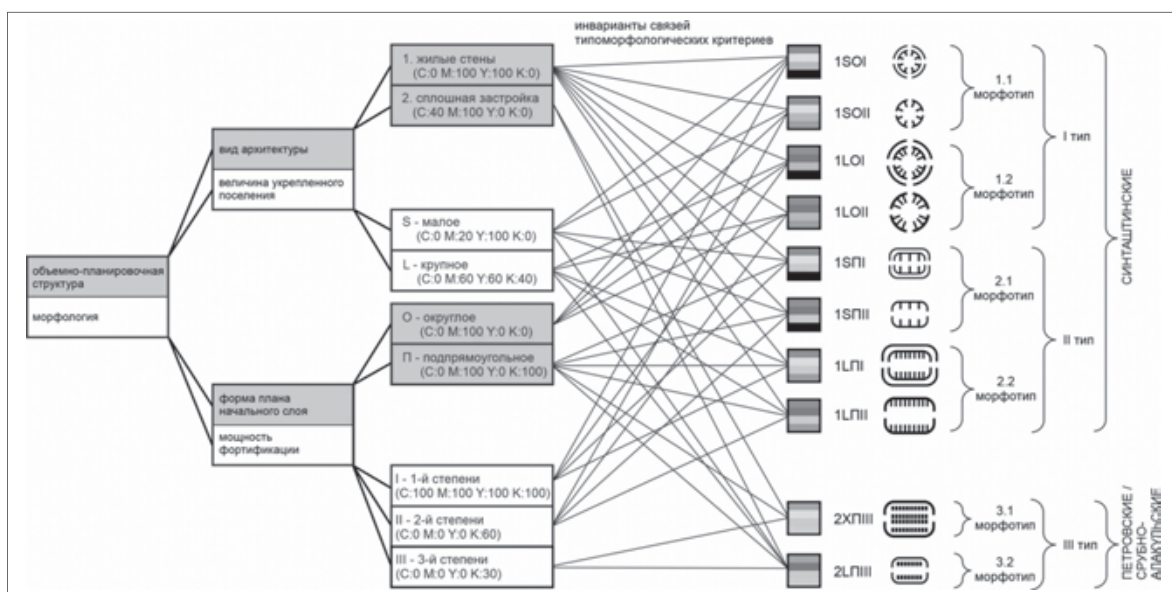 инварианты связей
типоморфологических критериев
объемно-планировочная
структура
морфология
вид архитектуры
величина укрепленного
поселения
форма плана
начального слоя
мощность
фортификации
1. жилые стены
(C:0 M:100 Y:100 K:0)
2. сплошная застройка
(C:40 M:100 Y:0 K:0)
S - малое
(C:0 M:20 Y:100 K:0)
L - крупное
(C:0 M:60 Y:60 K:40)
О - округлое
(C:0 M:100 Y:0 K:0)
П - подпрямоугольное
(C:0 M:100 Y:0 K:100)
I - 1-й степени
(C:100 M:100 Y:100 K:100)
II - 2-й степени
(C:0 M:0 Y:0 K:60)
III - 3-й степени
(C:0 M:0 Y:0 K:30)
1SOI
1SOII
1LOI
1LOII
1SПI
1SПII
1LПI
1LПII
2XПIII
2LПIII
1.1
морфотип
1.2
морфотип
2.1
морфотип
2.2
морфотип
3.1
морфотип
3.2
морфотип
I тип
II тип
III тип
СИНТАШТИНСКИЕ
ПЕТРОВСКИЕ /
СРУБНО-
АЛАКУЛЬСКИЕ